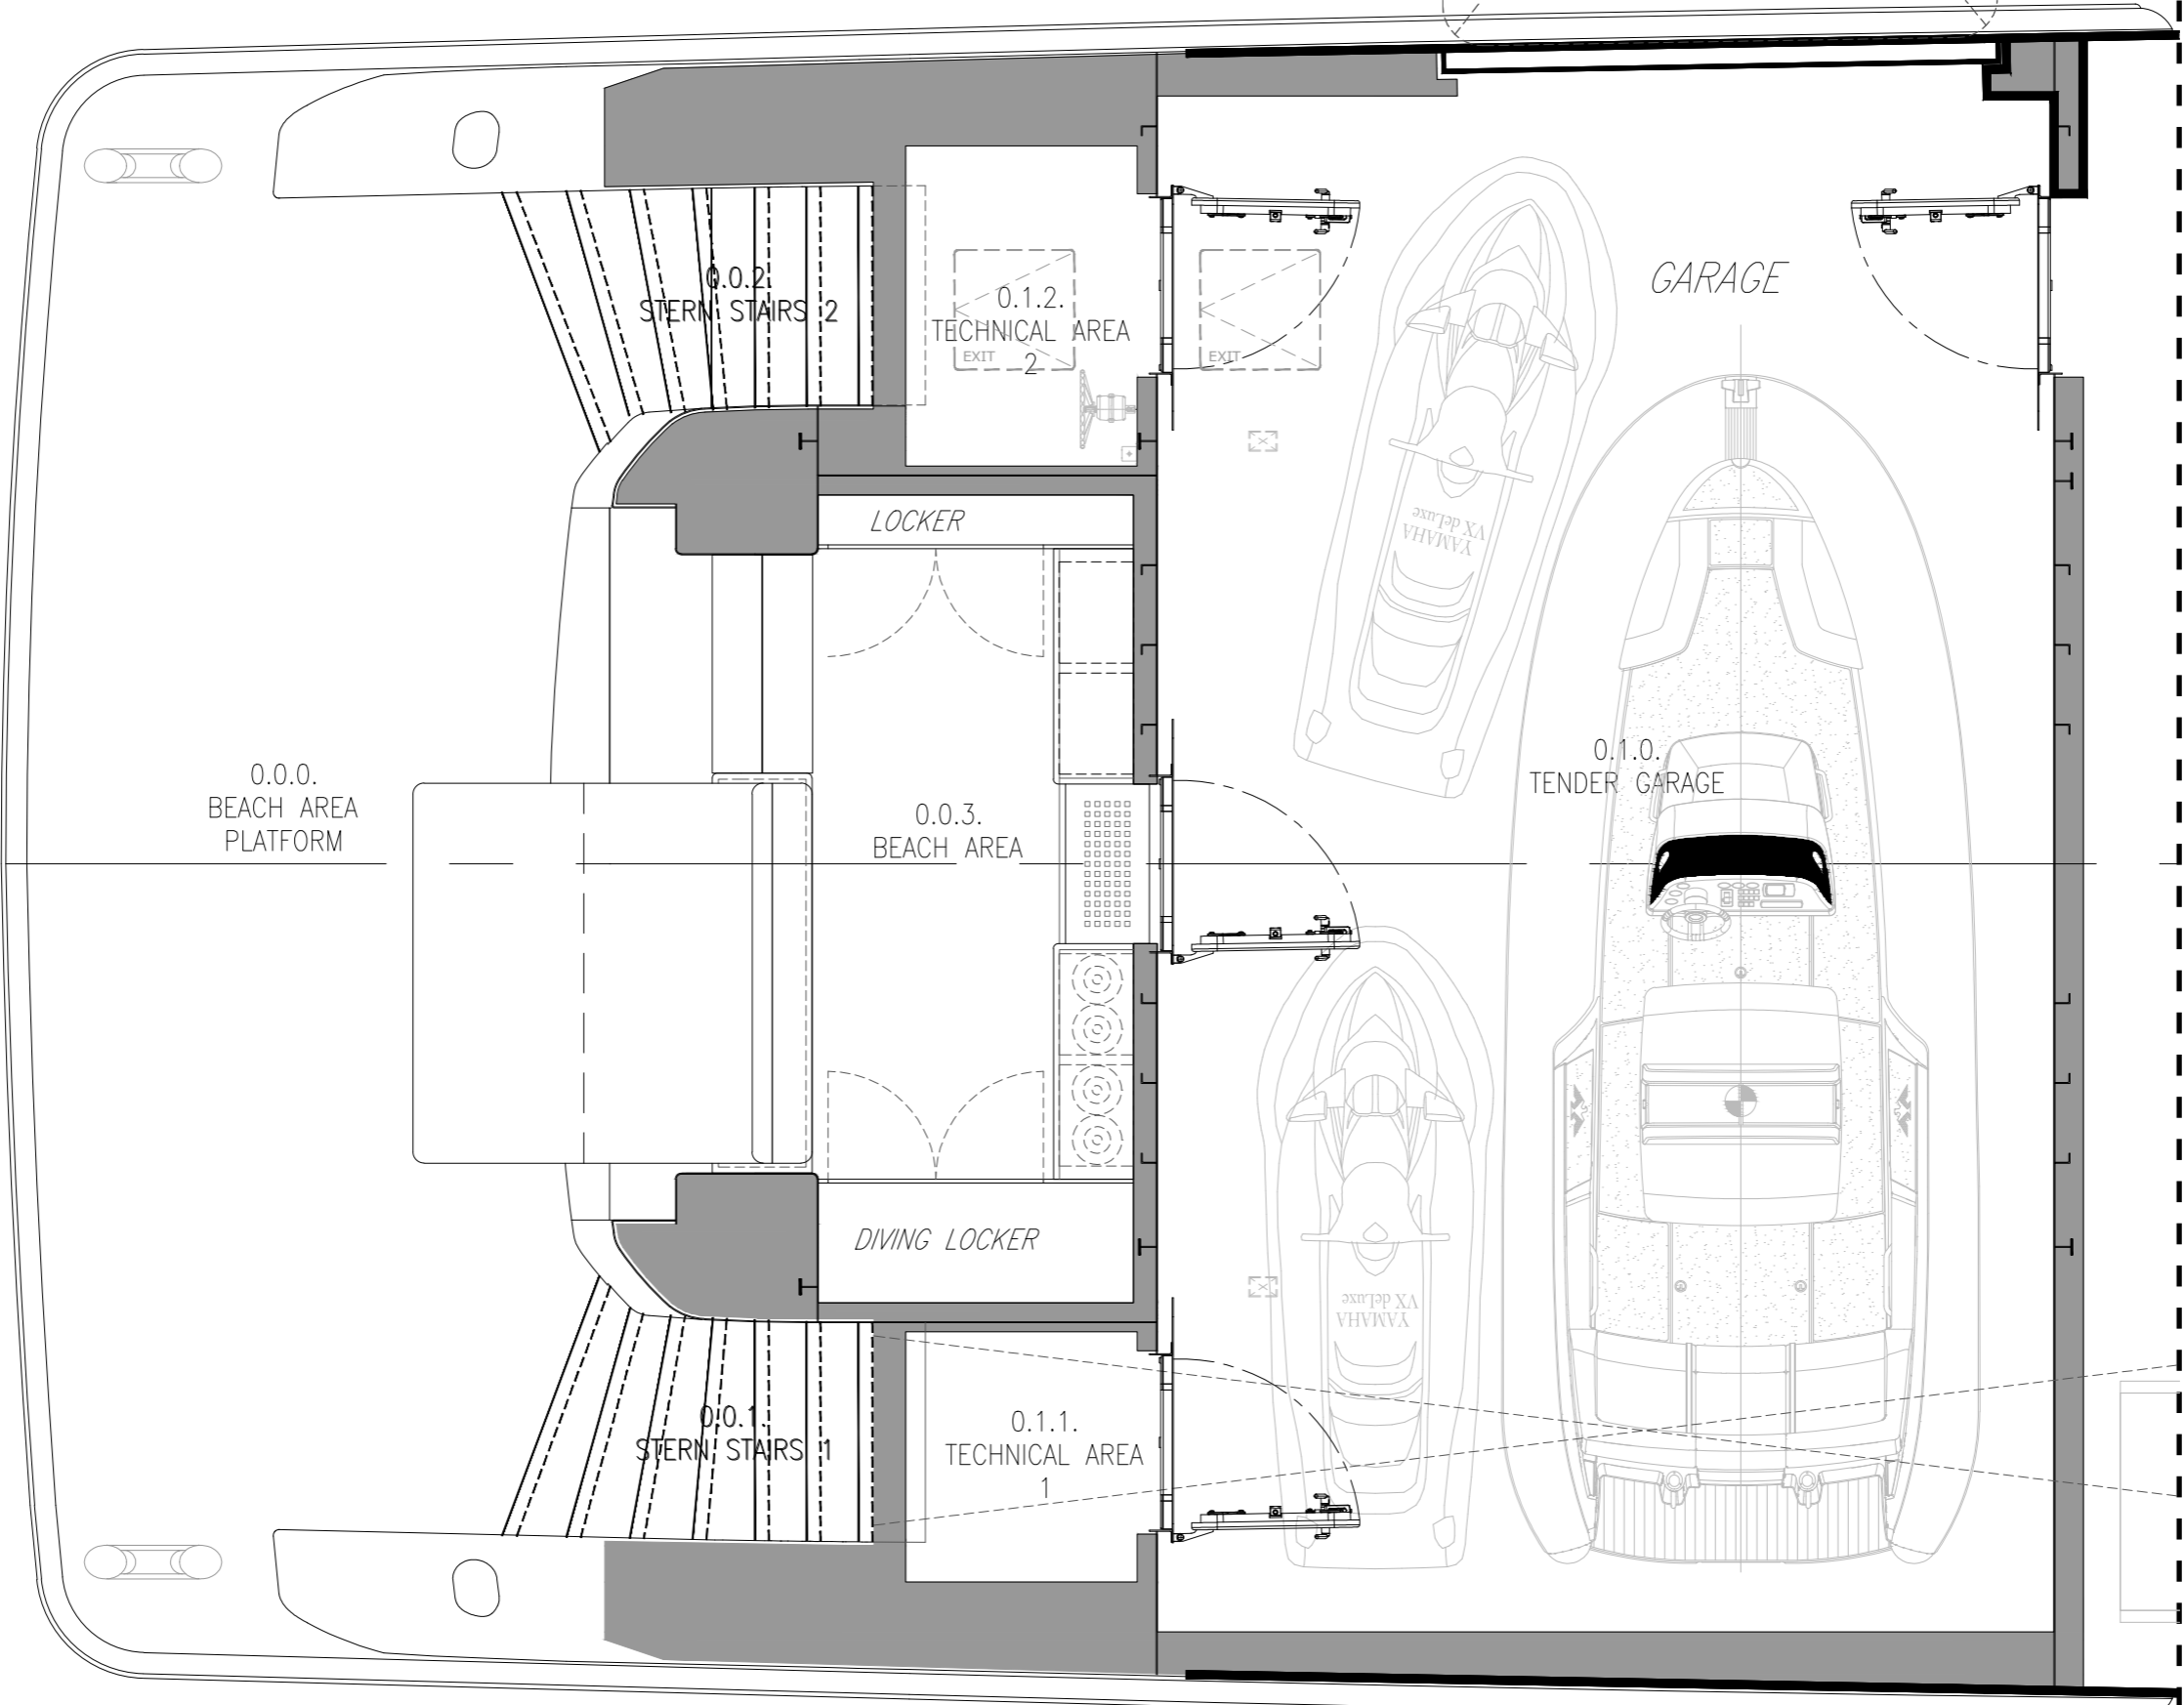 GARAGE
0.0.2.
STERN STAIRS 2
0.1.2.
TECHNICAL AREA
2
EXIT
EXIT
LOCKER
YAMAHA
VX deLuxe
0.1.0.
TENDER GARAGE
0.0.0.
BEACH AREA
PLATFORM
0.0.3.
BEACH AREA
DIVING LOCKER
YAMAHA
VX deLuxe
0.0.1.
STERN STAIRS 1
0.1.1.
TECHNICAL AREA
1